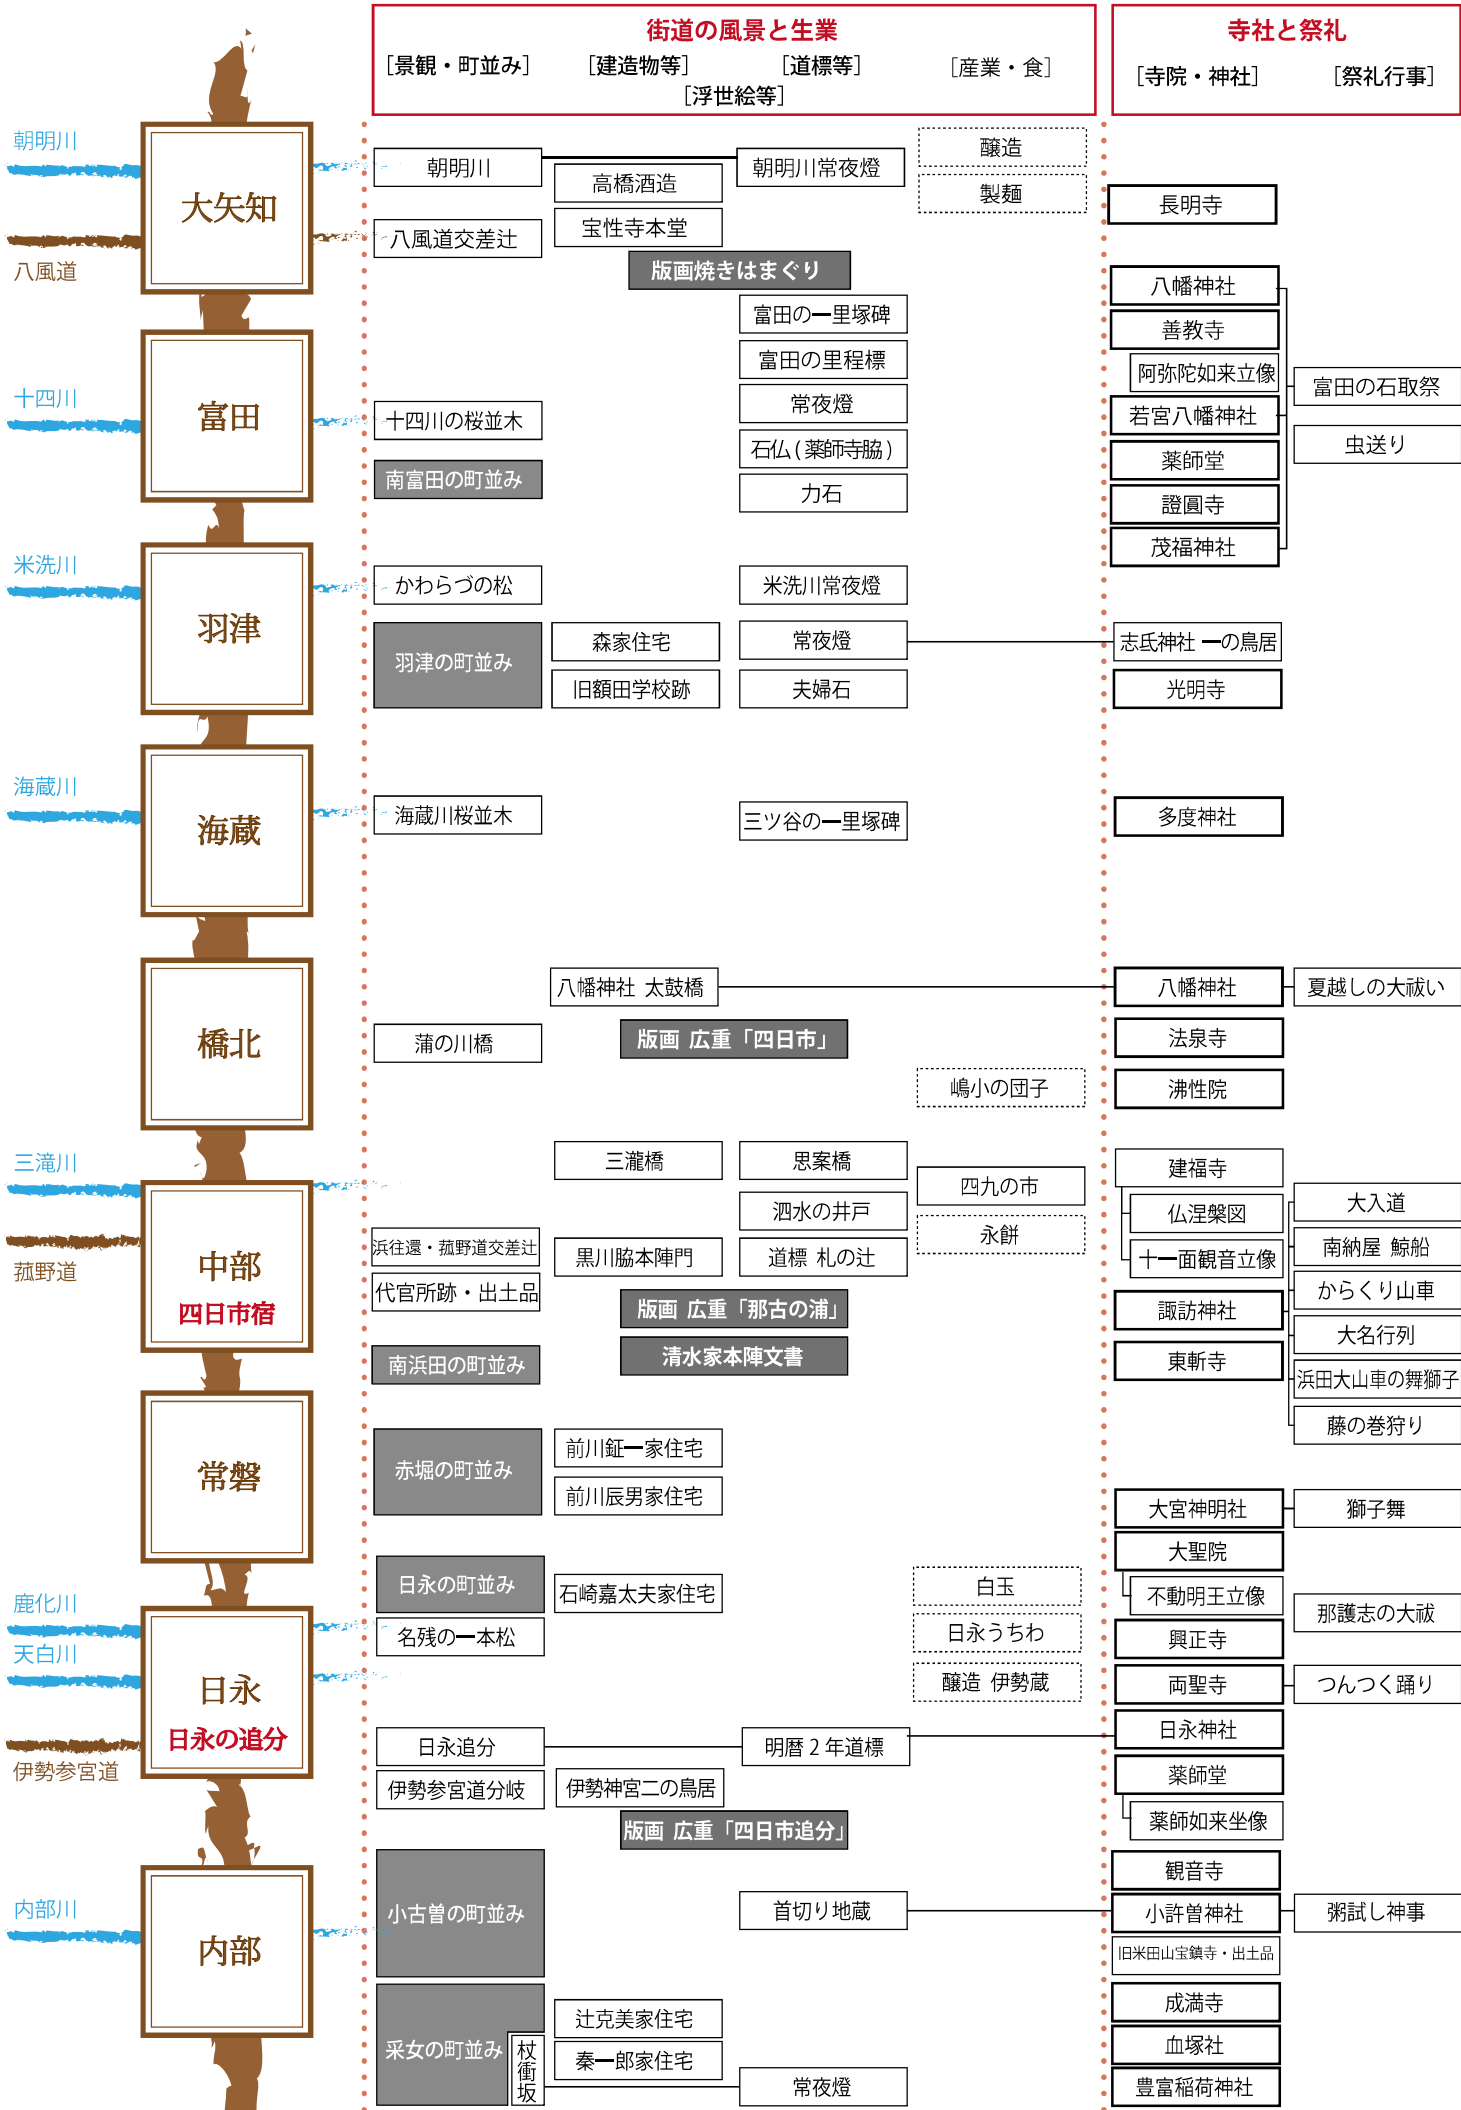 街道の風景と生業
［景観・町並み］
［建造物等］
［道標等］
［産業・食］
［浮世絵等］
寺社と祭礼
［寺院・神社］
［祭礼行事］
朝明川
大矢知
八風道
朝明川
高橋酒造
朝明川常夜燈
醸造
製麺
長明寺
八風道交差辻
宝性寺本堂
版画焼きはまぐり
富田の一里塚碑
八幡神社
善教寺
富田の里程標
阿弥陀如来立像
富田の石取祭
十四川
富田
十四川の桜並木
常夜燈
若宮八幡神社
虫送り
石仏（薬師寺脇）
薬師堂
南富田の町並み
力石
證圓寺
茂福神社
米洗川
羽津
かわらづの松
米洗川常夜燈
羽津の町並み
森家住宅
常夜燈
志氐神社 一の鳥居
旧額田学校跡
夫婦石
光明寺
海蔵川
海蔵
海蔵川桜並木
三ツ谷の一里塚碑
多度神社
橋北
八幡神社 太鼓橋
八幡神社
夏越しの大祓い
蒲の川橋
版画 広重「四日市」
法泉寺
嶋小の団子
沸性院
三滝川
中部
四日市宿
菰野道
三瀧橋
思案橋
四九の市
建福寺
泗水の井戸
永餅
仏涅槃図
大入道
浜往還・菰野道交差辻
黒川脇本陣門
道標 札の辻
十一面観音立像
南納屋 鯨船
代官所跡・出土品
版画 広重「那古の浦」
諏訪神社
からくり山車
大名行列
南浜田の町並み
清水家本陣文書
東斬寺
浜田大山車の舞獅子
藤の巻狩り
常磐
赤堀の町並み
前川鉦一家住宅
前川辰男家住宅
大宮神明社
獅子舞
大聖院
鹿化川
天白川
日永
日永の追分
伊勢参宮道
日永の町並み
石崎嘉太夫家住宅
白玉
不動明王立像
那護志の大祓
名残の一本松
日永うちわ
興正寺
醸造 伊勢蔵
両聖寺
つんつく踊り
日永追分
明暦2年道標
日永神社
伊勢参宮道分岐
伊勢神宮二の鳥居
薬師堂
版画 広重「四日市追分」
薬師如来坐像
内部川
内部
小古曽の町並み
首切り地蔵
観音寺
小許曽神社
粥試し神事
旧米田山宝鎮寺・出土品
采女の町並み
杖衝坂
辻克美家住宅
秦一郎家住宅
常夜燈
成満寺
血塚社
豊富稲荷神社